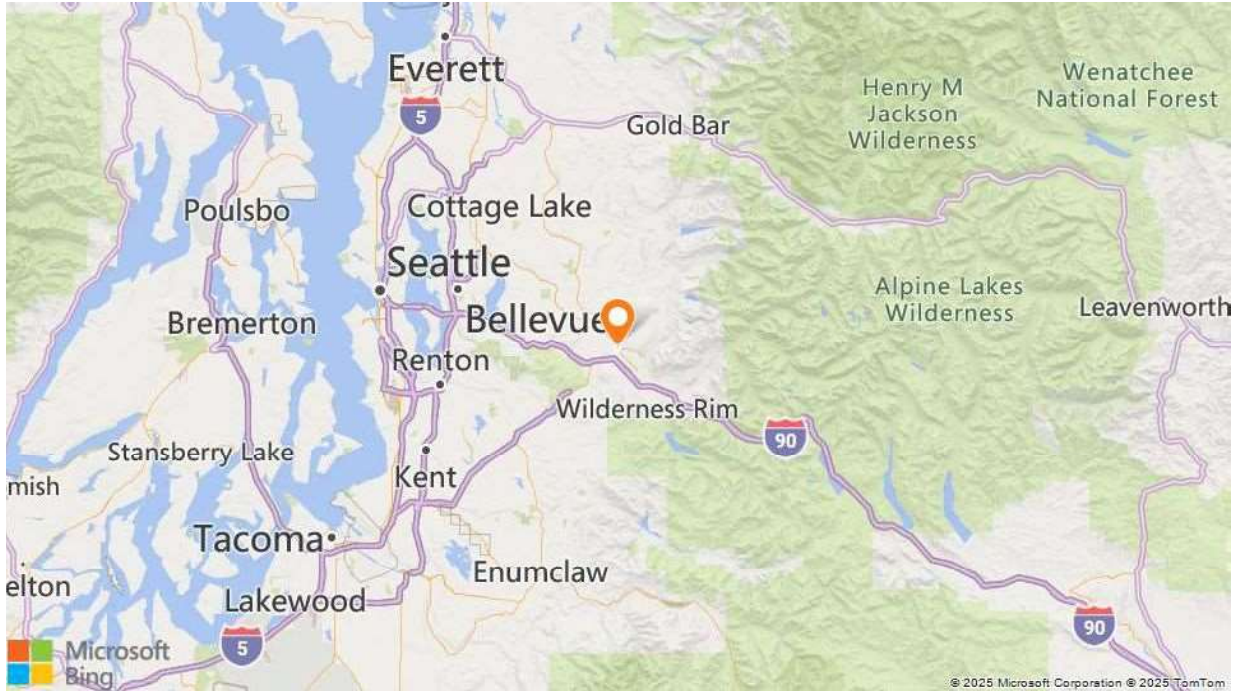 Everett
5
Gold Bar
Henry M
Jackson
Wilderness
Wenatchee
National Forest
Poulsbo
Cottage Lake
Seattle
Bellevue
Bremerton
Renton
Alpine Lakes
Wilderness
Leavenworth
Wilderness Rim
90
Stansberry Lake
Kent
mish
Tacoma
Enumclaw
elton
Lakewood
5
90
Microsoft
Bing
© 2025 Microsoft Corporation © 2025 TomTom